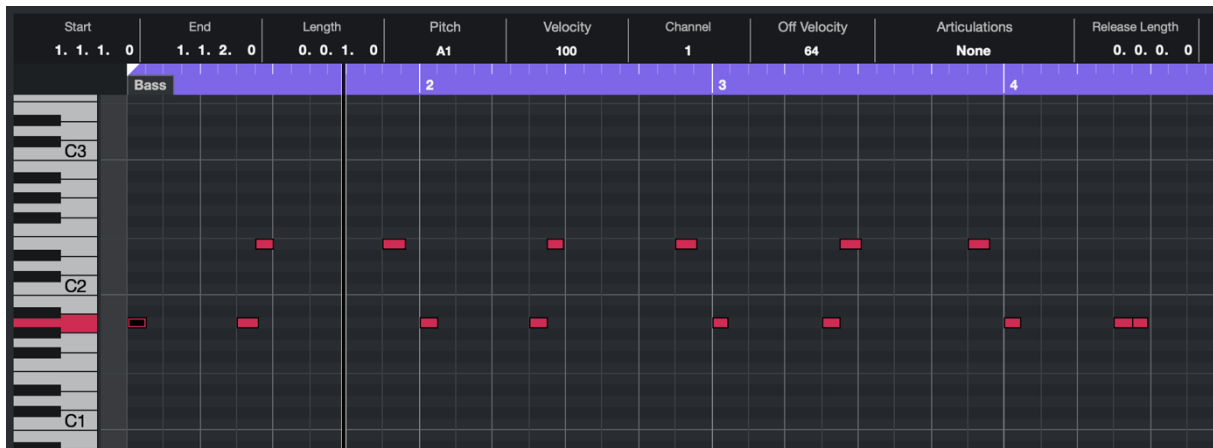 Start End Length Pitch Velocity Channel Off Velocity Articulations Release Length
1. 1. 1. 0 1. 1. 2. 0 0. 0. 1. 0 A1 100 1 64 None 0. 0. 0. 0
2 3 4
Bass
C3
C2
C1